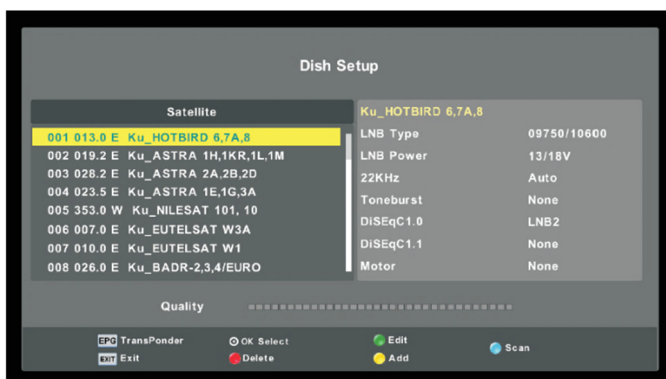 Dish Setup
Satellite
001 013.0 E Ku_HOTBIRD 6,7A,8
002 019.2 E Ku_ASTRA 1H,1KR,1L,1M
003 028.2 E Ku_ASTRA 2A,2B,2D
004 023.5 E Ku_ASTRA 1E,1G,3A
005 353.0 W Ku_NILESAT 101, 10
006 007.0 E Ku_EUTELSAT W3A
007 010.0 E Ku_EUTELSAT W1
008 026.0 E Ku_BADR-2,3,4/EURO
Ku_HOTBIRD 6,7A,8
LNB Type 09750/10600
LNB Power 13/18V
22KHz Auto
Toneburst None
DiSEqC1.0 LNB2
DiSEqC1.1 None
Motor None
Quality
EPG TransPonder OK Select Edit Scan
EXIT Exit Delete Add